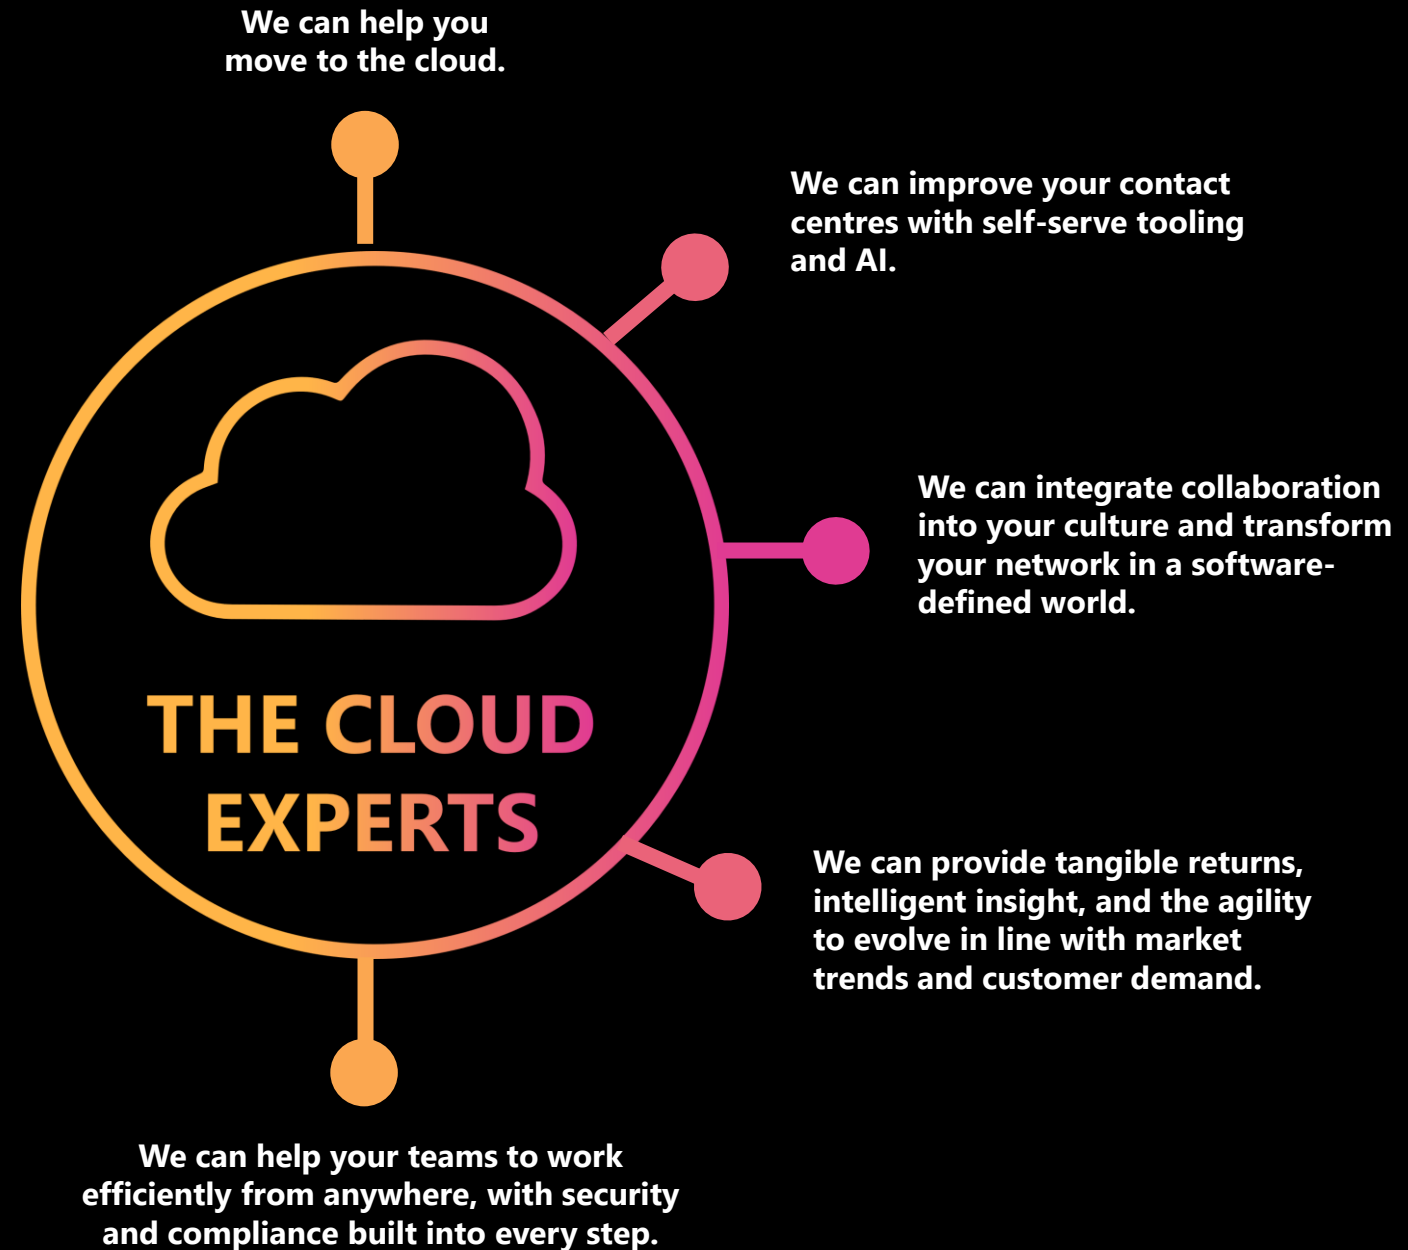 We can help you
move to the cloud.
We can improve your contact
centres with self-serve tooling
and AI.
We can integrate collaboration
into your culture and transform
your network in a software-
defined world.
THE CLOUD
EXPERTS
We can provide tangible returns,
intelligent insight, and the agility
to evolve in line with market
trends and customer demand.
We can help your teams to work
efficiently from anywhere, with security
and compliance built into every step.